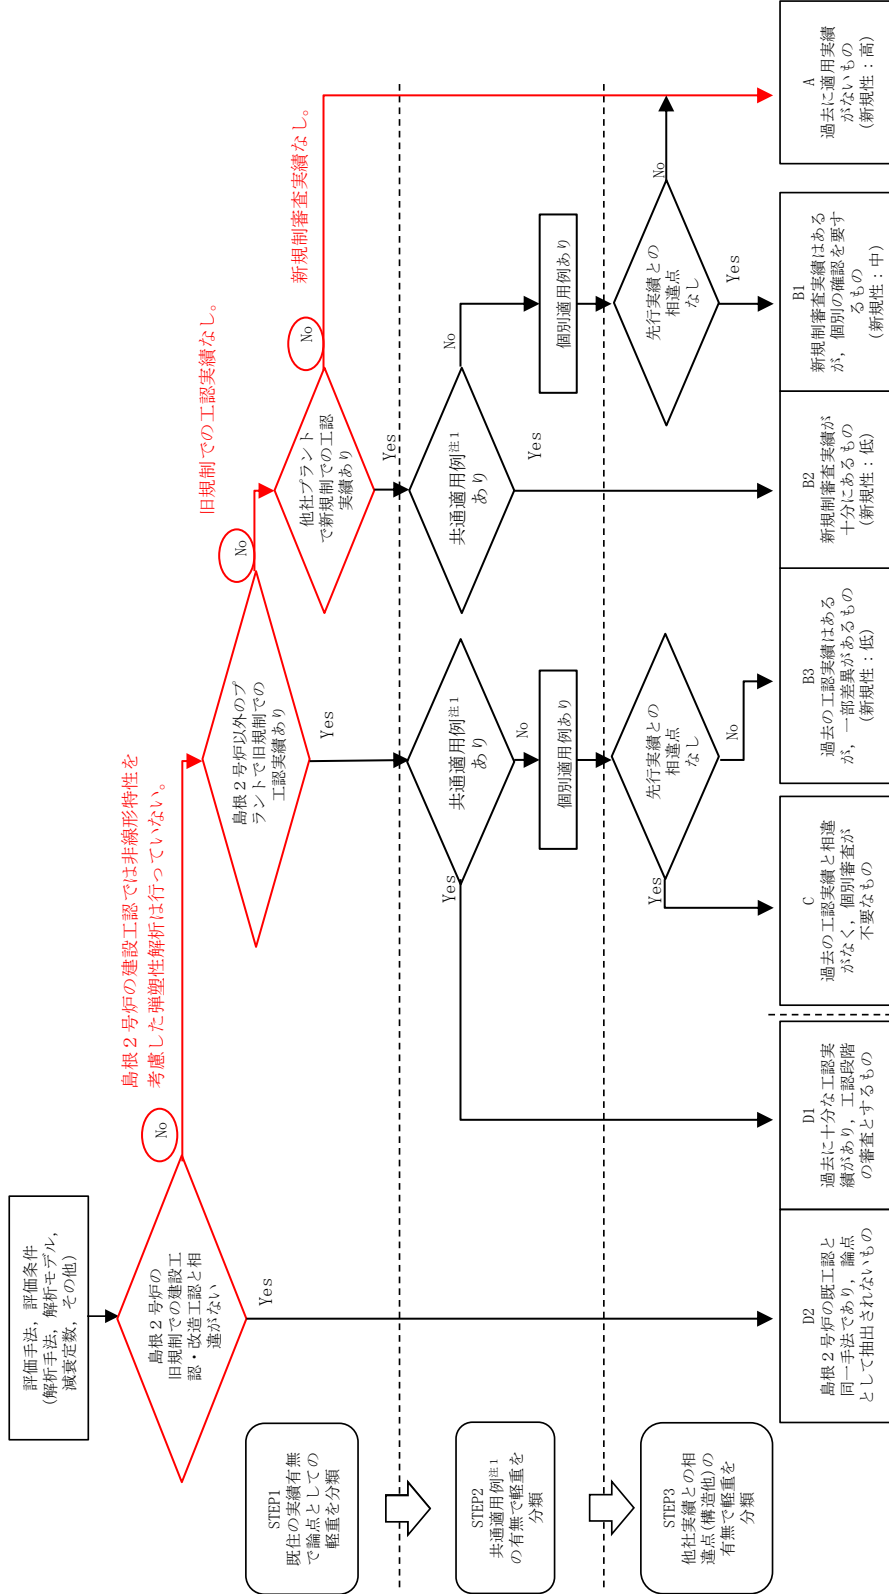 評価手法，評価条件
(解析手法，解析モデル，
減衰定数，その他)
島根２号炉の
旧規制での建設工
認・改造工認と相
違がない
Yes
No
島根２号炉の建設工認では非線形特性を
考慮した弾塑性解析は行っていない。
島根２号炉以外のプ
ラントで旧規制での
工認実績あり
Yes
No
旧規制での工認実績なし。
他社プラント
で新規制での工認
実績あり
Yes
No
新規制審査実績なし。
STEP1
既往の実績有無
で論点としての
軽重を分類
STEP2
共通適用例注１
の有無で軽重を
分類
共通適用例注１
あり
Yes
No
個別適用例あり
共通適用例注１
あり
Yes
No
個別適用例あり
STEP3
他社実績との相
違点(構造他)の
有無で軽重を
分類
先行実績との
相違点
なし
Yes
No
先行実績との
相違点
なし
Yes
No
D2
島根２号炉の既工認と
同一手法であり，論点
として抽出されないもの
D1
過去に十分な工認実
績があり，工認段階
の審査とするもの
C
過去の工認実績と相違
がなく，個別審査が
不要なもの
B3
過去の工認実績はある
が，一部差異があるもの
(新規性：低)
B2
新規制審査実績が
十分にあるもの
(新規性：低)
B1
新規制審査実績はある
が，個別の確認を要す
るもの
(新規性：中)
A
過去に適用実績
がないもの
(新規性：高)